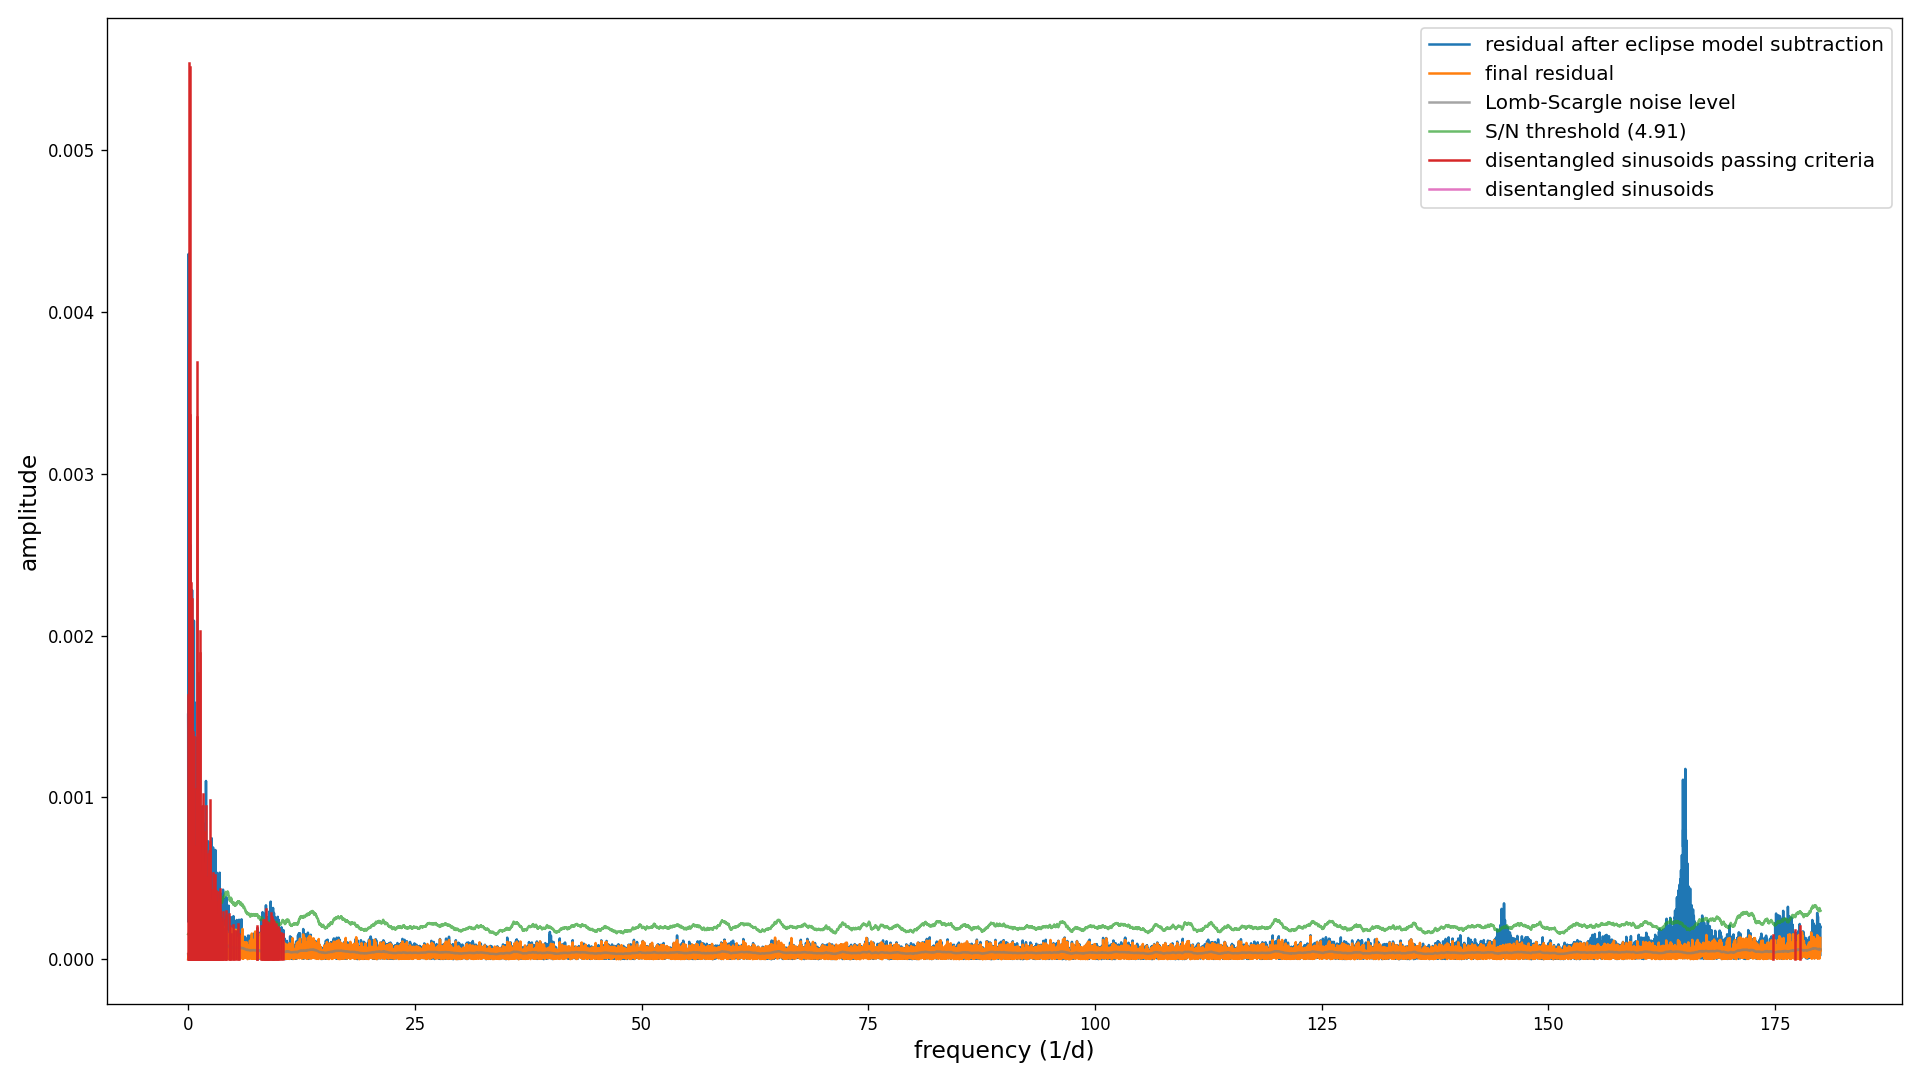 residual after eclipse model subtraction
final residual
Lomb-Scargle noise level
S/N threshold (4.91)
disentangled sinusoids passing criteria
disentangled sinusoids
amplitude
0.005
0.004
0.003
0.002
0.001
0.000
0 25 50 75 100 125 150 175
frequency (1/d)